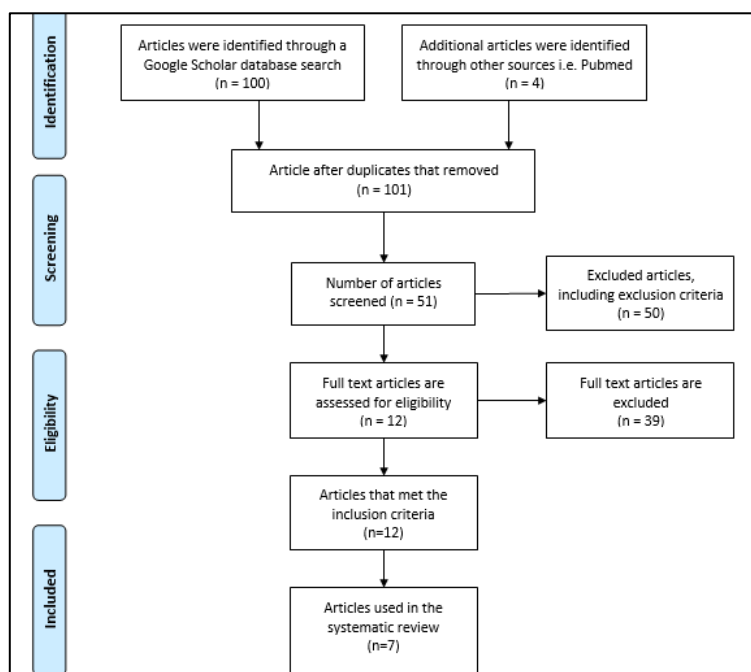 Identification
Articles were identified through a
Google Scholar database search
(n = 100)
Additional articles were identified
through other sources i.e. Pubmed
(n = 4)
Article after duplicates that removed
(n = 101)
Screening
Number of articles
screened (n = 51)
Excluded articles,
including exclusion criteria
(n = 50)
Eligibility
Full text articles are
assessed for eligibility
(n = 12)
Full text articles are
excluded
(n = 39)
Articles that met the
inclusion criteria
(n=12)
Included
Articles used in the
systematic review
(n=7)